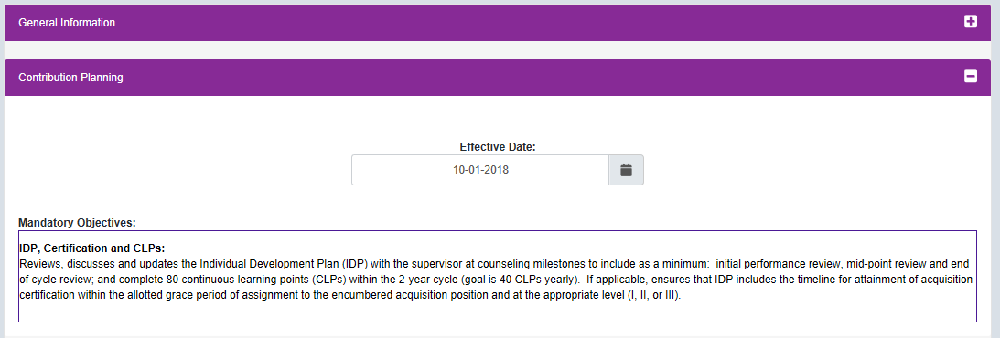 General Information
Contribution Planning
Effective Date:
10-01-2018
Mandatory Objectives:
IDP, Certification and CLPs:
Reviews, discusses and updates the Individual Development Plan (IDP) with the supervisor at counseling milestones to include as a minimum:  initial performance review, mid-point review and end
of cycle review; and complete 80 continuous learning points (CLPs) within the 2-year cycle (goal is 40 CLPs yearly).  If applicable, ensures that IDP includes the timeline for attainment of acquisition
certification within the allotted grace period of assignment to the encumbered acquisition position and at the appropriate level (I, II, or III).